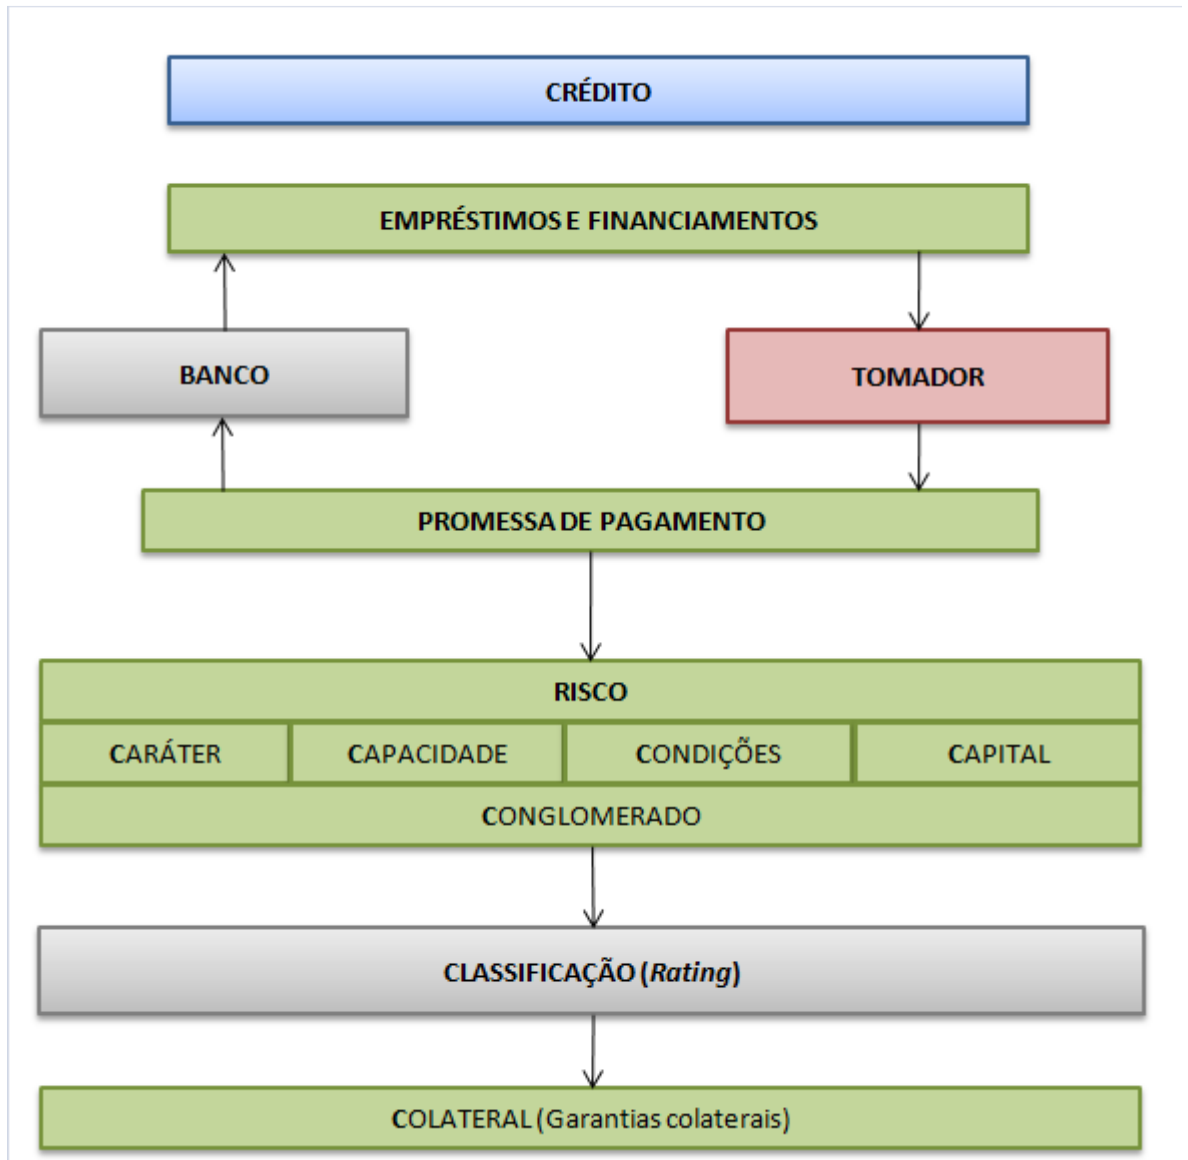 CRÉDITO
EMPRÉSTIMOS E FINANCIAMENTOS
BANCO
TOMADOR
PROMESSA DE PAGAMENTO
RISCO
CARÁTER
CAPACIDADE
CONDIÇÕES
CAPITAL
CONGLOMERADO
CLASSIFICAÇÃO (Rating)
COLATERAL (Garantias colaterais)